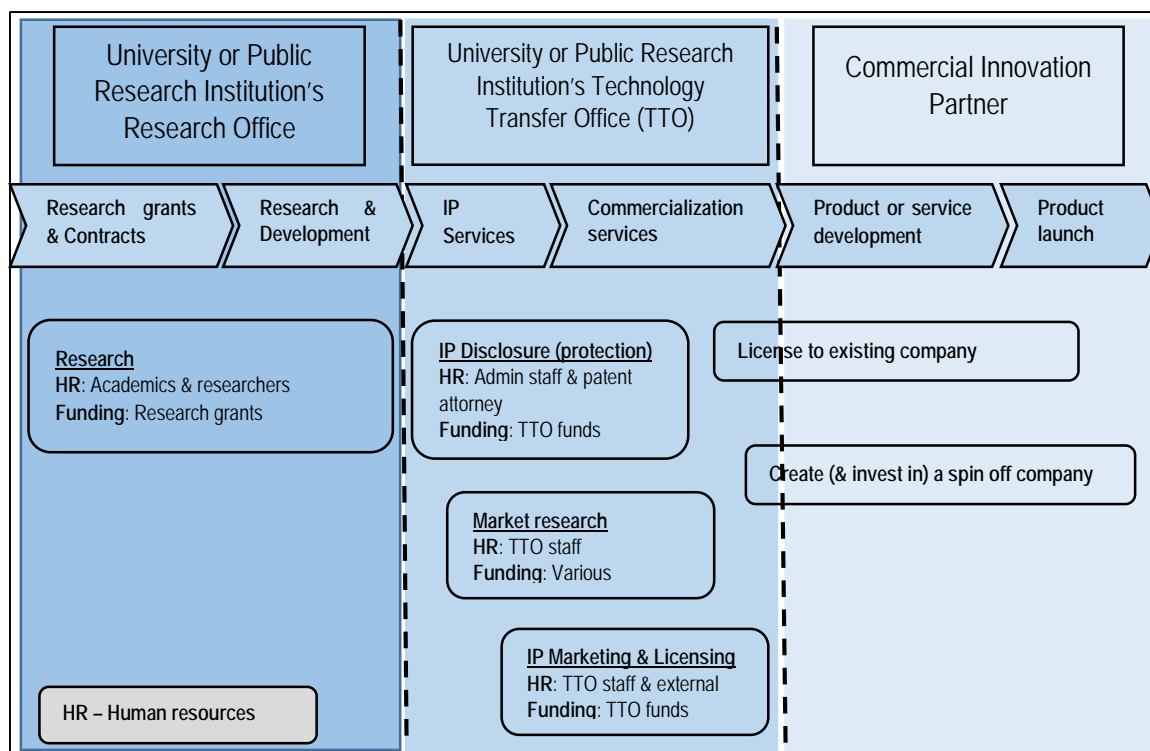 University or Public
Research Institution's
Research Office
University or Public Research
Institution's Technology
Transfer Office (TTO)
Commercial Innovation
Partner
Research grants
& Contracts
Research &
Development
IP
Services
Commercialization
services
Product or service
development
Product
launch
Research
HR: Academics & researchers
Funding: Research grants
IP Disclosure (protection)
HR: Admin staff & patent
attorney
Funding: TTO funds
License to existing company
Create (& invest in) a spin off company
Market research
HR: TTO staff
Funding: Various
IP Marketing & Licensing
HR: TTO staff & external
Funding: TTO funds
HR – Human resources